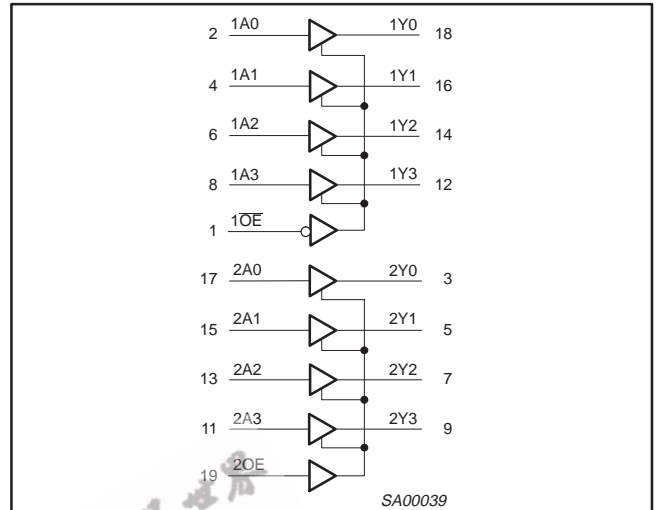 2 1A0 1Y0 18
4 1A1 1Y1 16
6 1A2 1Y2 14
8 1A3 1Y3 12
1 1O̅E̅
17 2A0 2Y0 3
15 2A1 2Y1 5
13 2A2 2Y2 7
11 2A3 2Y3 9
19 2OE
SA00039